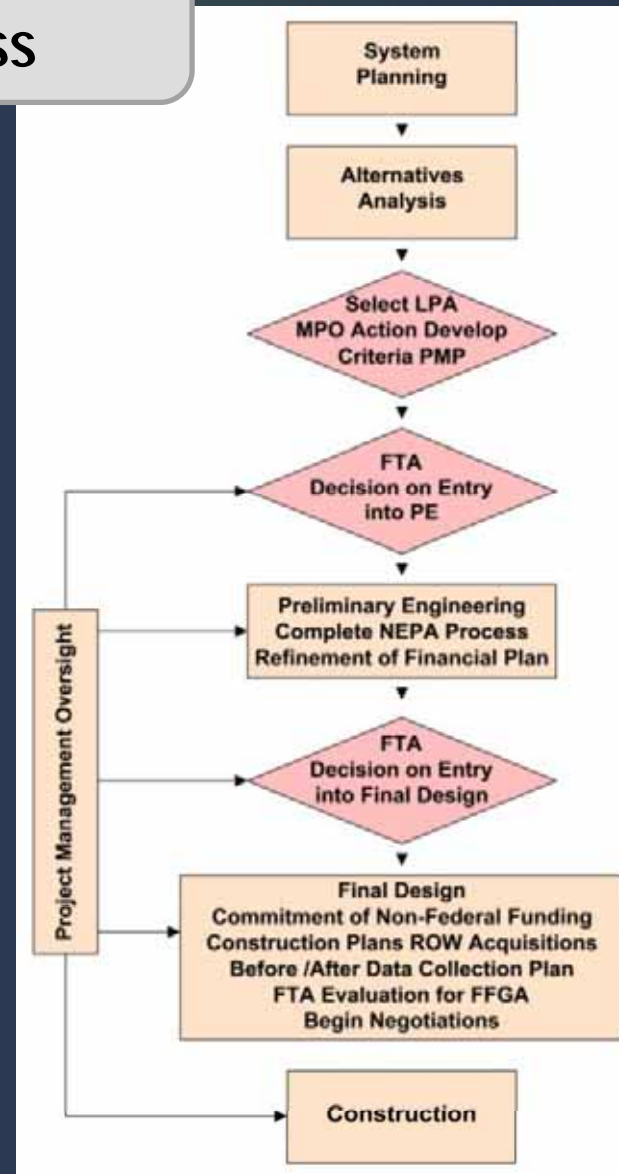 SS
System
Planning
Alternatives
Analysis
Select LPA
MPO Action Develop
Criteria PMP
FTA
Decision on Entry
into PE
Preliminary Engineering
Complete NEPA Process
Refinement of Financial Plan
Project Management Oversight
FTA
Decision on Entry
into Final Design
Final Design
Commitment of Non-Federal Funding
Construction Plans ROW Acquisitions
Before /After Data Collection Plan
FTA Evaluation for FFGA
Begin Negotiations
Construction